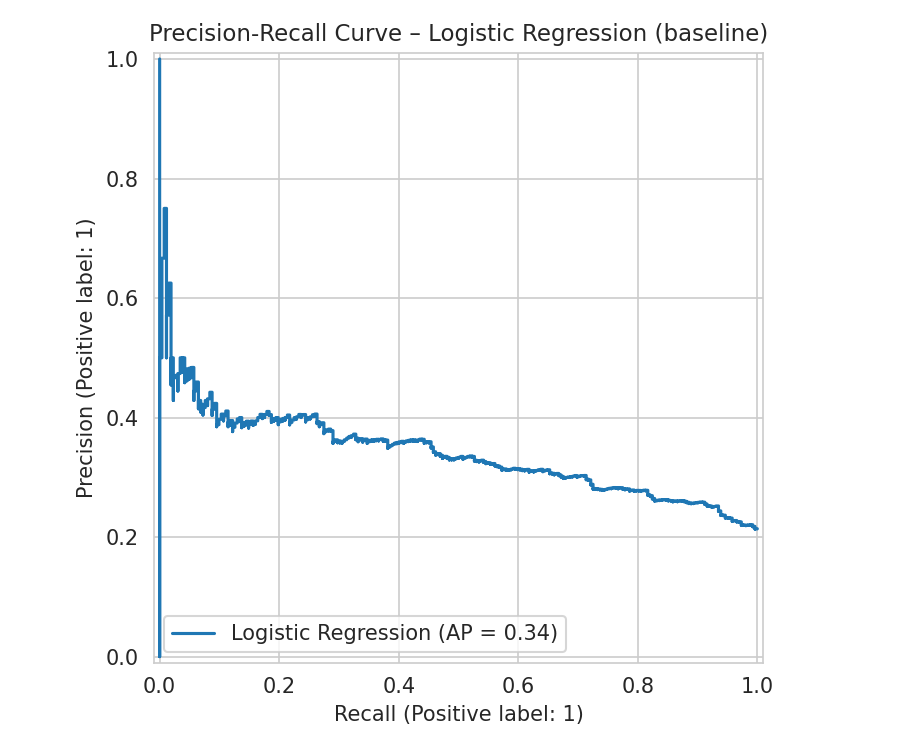 Precision-Recall Curve – Logistic Regression (baseline)
1.0
0.8
0.6
0.4
0.2
0.0
Precision (Positive label: 1)
Logistic Regression (AP = 0.34)
0.0 0.2 0.4 0.6 0.8 1.0
Recall (Positive label: 1)